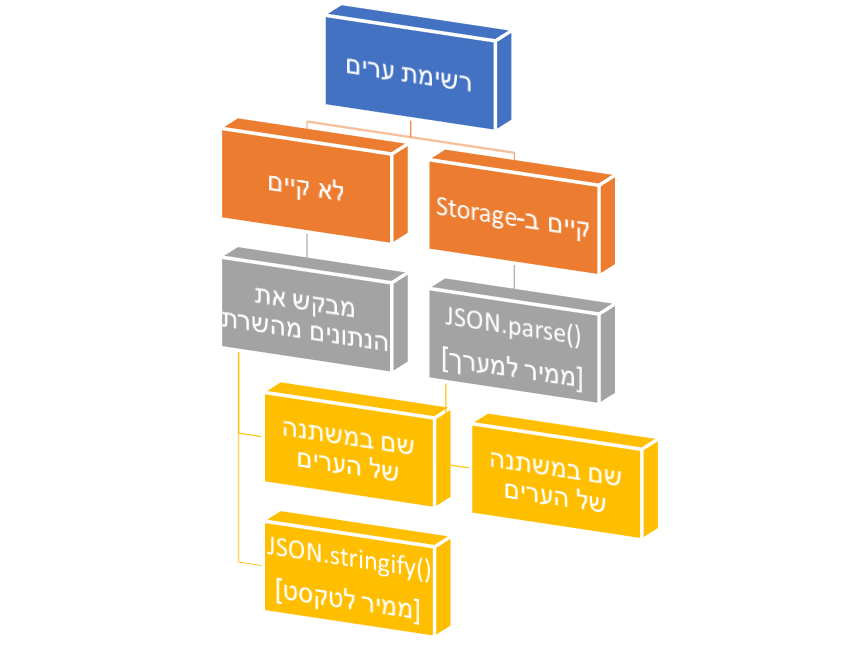 רשימת ערים
קיים ב-Storage
לא קיים
JSON.parse()
[ממיר למערך]
מבקש את
הנתונים מהשרת
שם במשתנה
של הערים
שם במשתנה
של הערים
JSON.stringify()
[ממיר לטקסט]